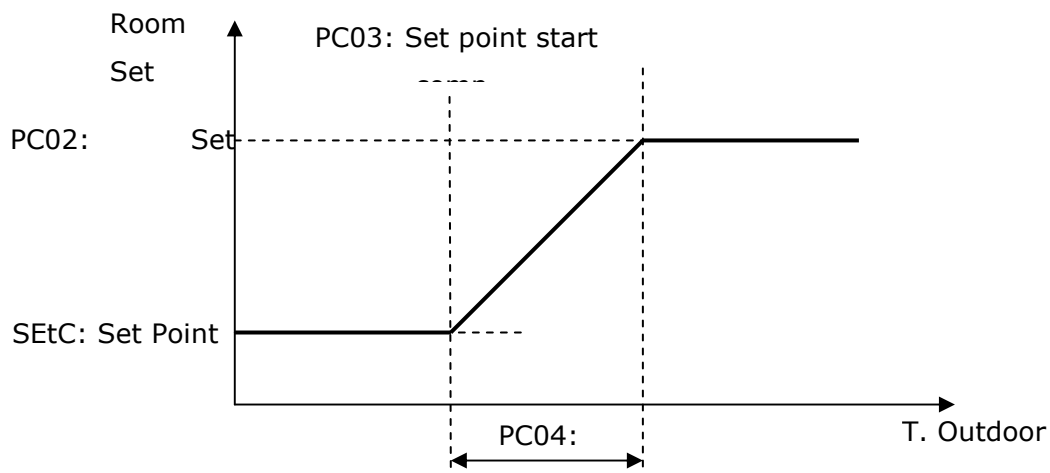 Room
Set
PC03: Set point start
PC02: Set
SEtC: Set Point
PC04:
T. Outdoor